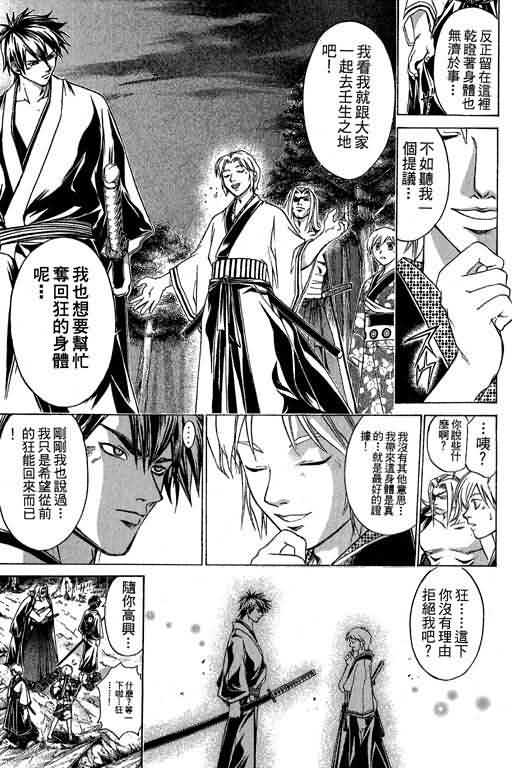 反正留在這裡
乾瞪著身體也
無濟於事…
不如聽我一
個提議…
我看我就跟大家
一起去壬生之地
吧！
我也想要幫忙
奪回狂的身體
呢…
…咦？
你說些什
麼啊？
我沒有其他意思…
我帶來這身體是真
的…就是最好的證
據！
剛剛我也說過…
我只是希望從前
的狂能回來而已
！
狂…這下
你沒有理由
拒絕我吧？
隨你高興…
什麼？等一
下啦—狂